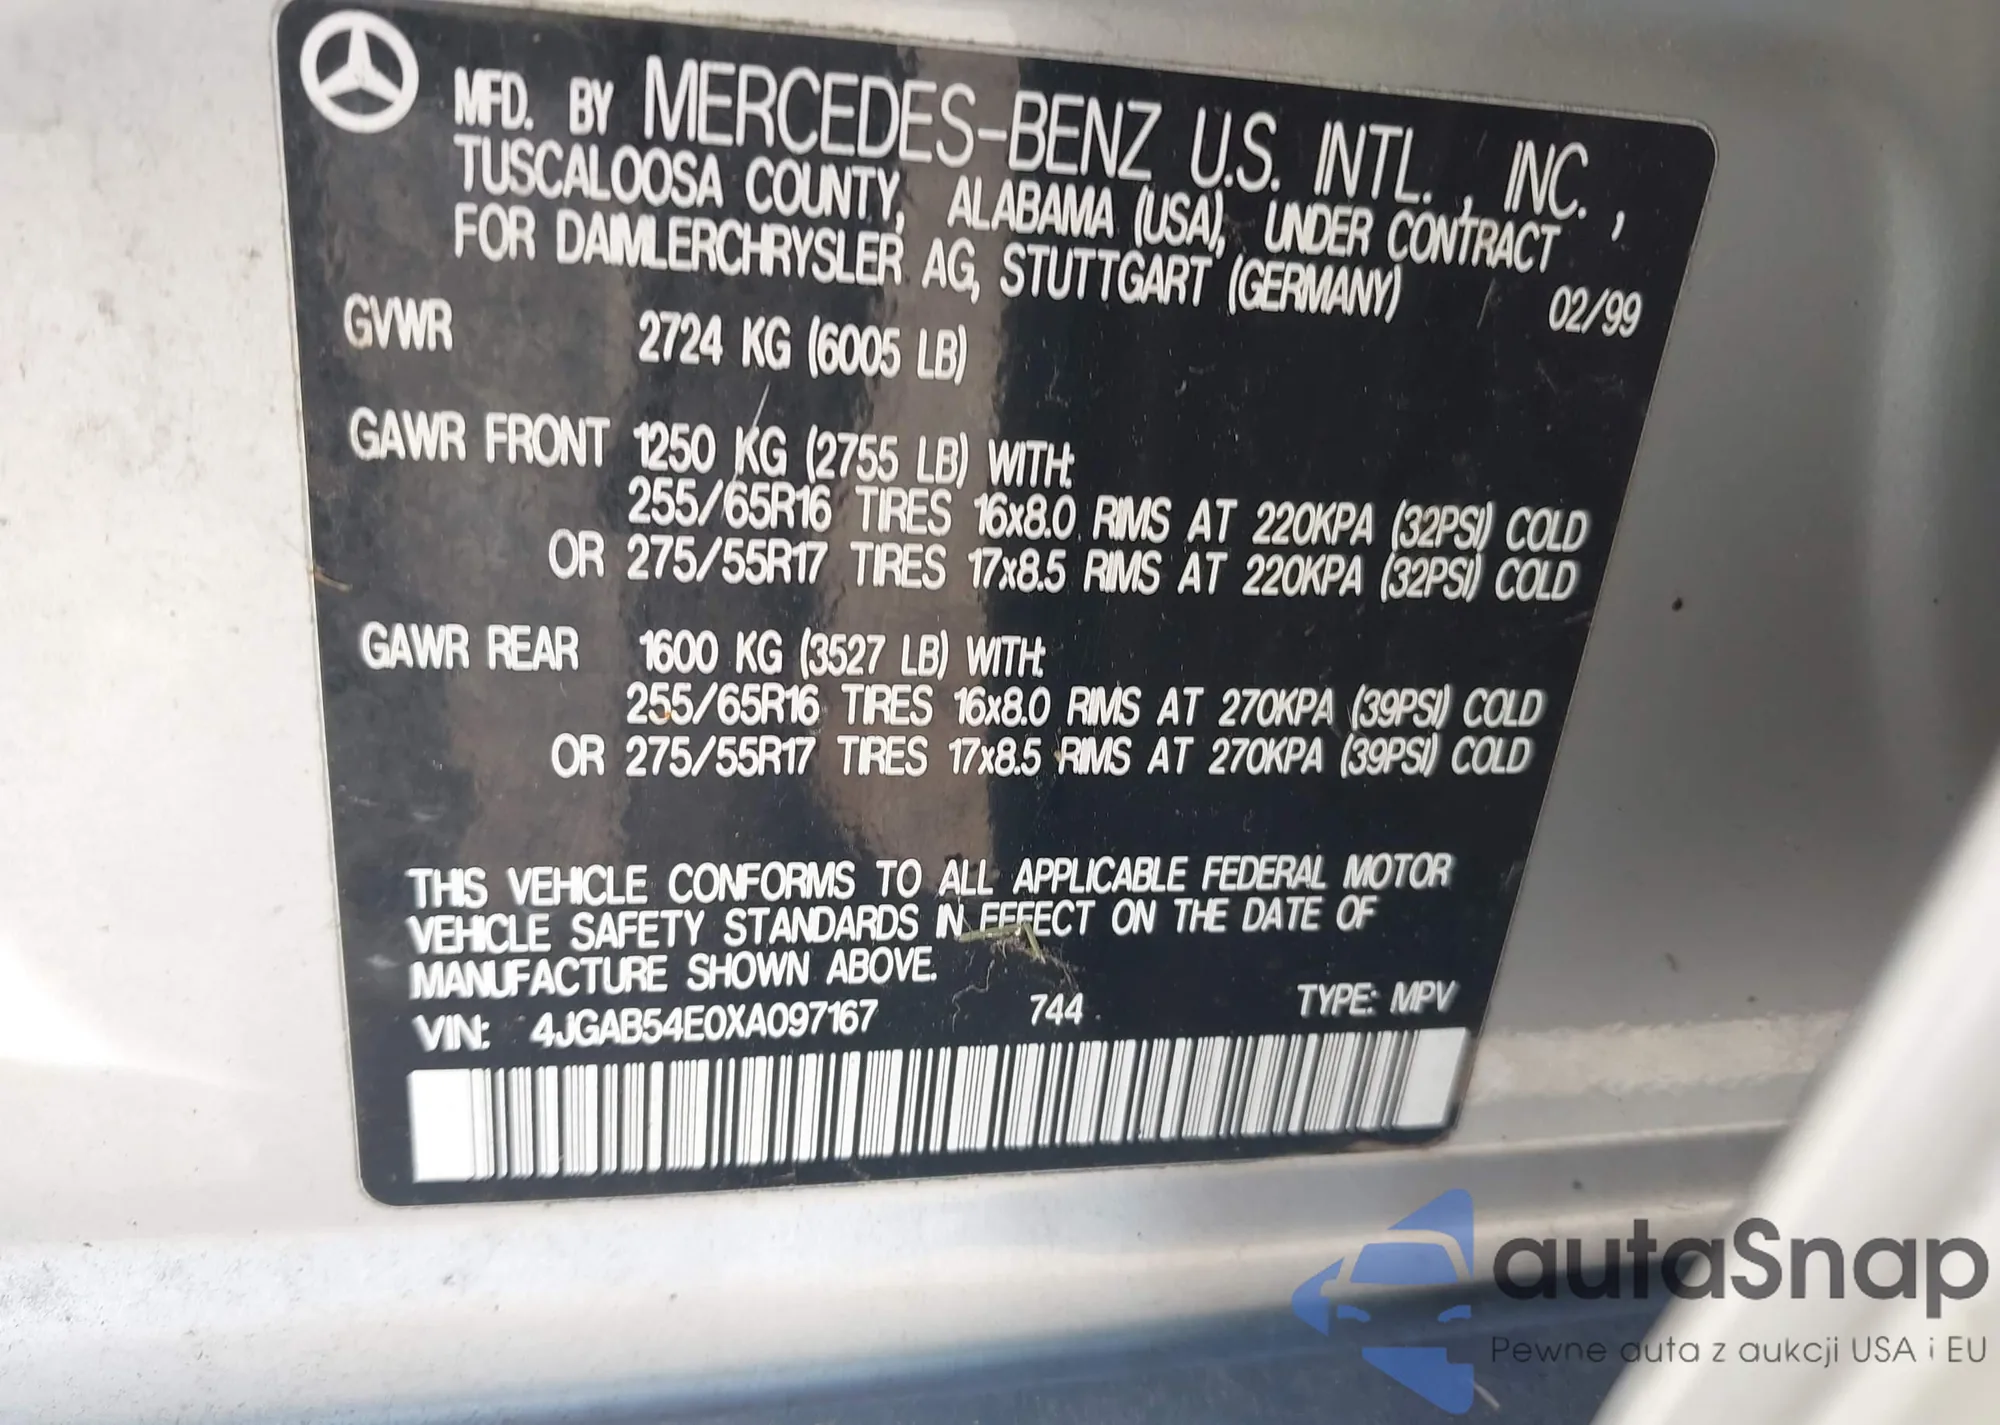 MFD. BY MERCEDES-BENZ U.S. INTL., INC.,
TUSCALOOSA COUNTY, ALABAMA (USA), UNDER CONTRACT
FOR DAIMLERCHRYSLER AG, STUTTGART (GERMANY) 02/99
GVWR 2724 KG (6005 LB)
GAWR FRONT 1250 KG (2755 LB) WITH:
255/65R16 TIRES 16x8.0 RIMS AT 220KPA (32PSI) COLD
OR 275/55R17 TIRES 17x8.5 RIMS AT 220KPA (32PSI) COLD
GAWR REAR 1600 KG (3527 LB) WITH:
255/65R16 TIRES 16x8.0 RIMS AT 270KPA (39PSI) COLD
OR 275/55R17 TIRES 17x8.5 RIMS AT 270KPA (39PSI) COLD
THIS VEHICLE CONFORMS TO ALL APPLICABLE FEDERAL MOTOR
VEHICLE SAFETY STANDARDS IN EFFECT ON THE DATE OF
MANUFACTURE SHOWN ABOVE.
VIN: 4JGAB54E0XA097167 744 TYPE: MPV
autaSnap
Pewne auta z aukcji USA i EU